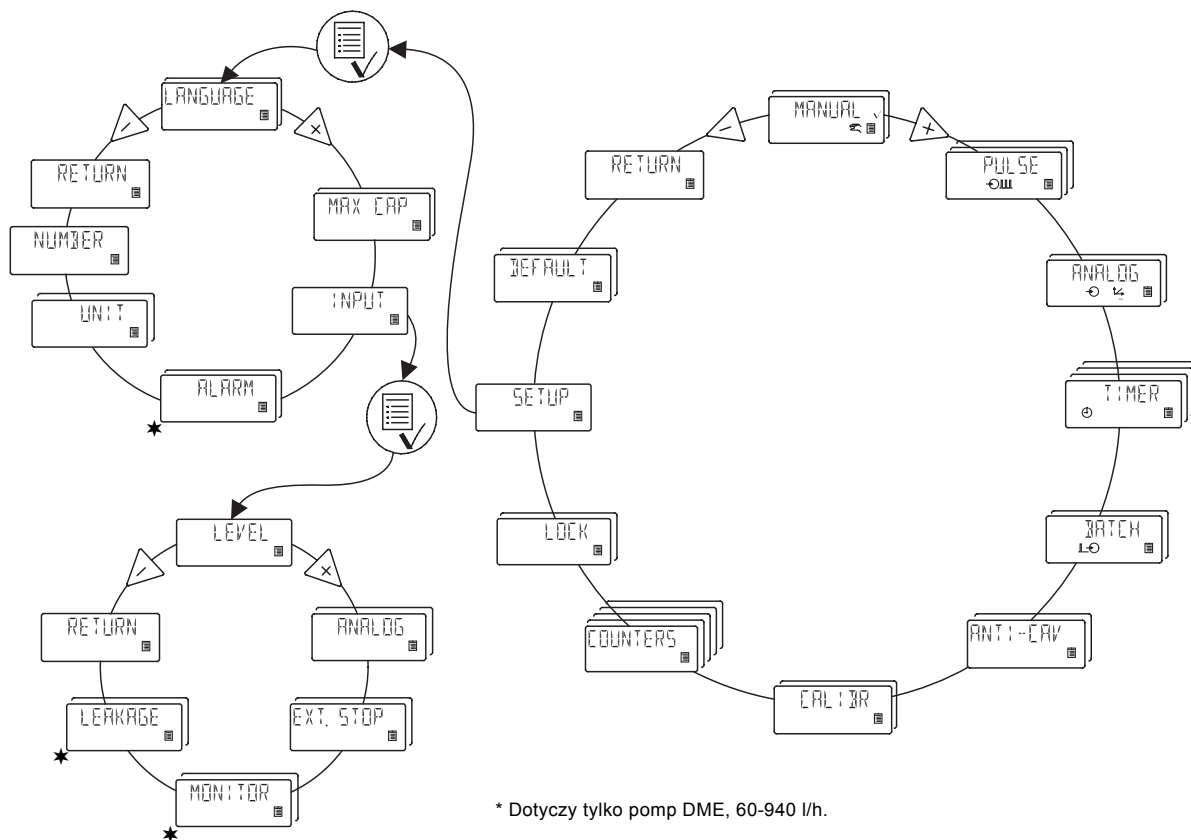 LANGUAGE
MAX CAP
INPUT
ALARM
UNIT
NUMBER
RETURN
LEVEL
ANALOG
EXT. STOP
MONITOR
LEAKAGE
RETURN
MANUAL
PULSE
ANALOG
TIMER
BATCH
ANTI-CAV
CALIBR
COUNTERS
LOCK
SETUP
DEFAULT
RETURN
* Dotyczy tylko pomp DME, 60-940 l/h.